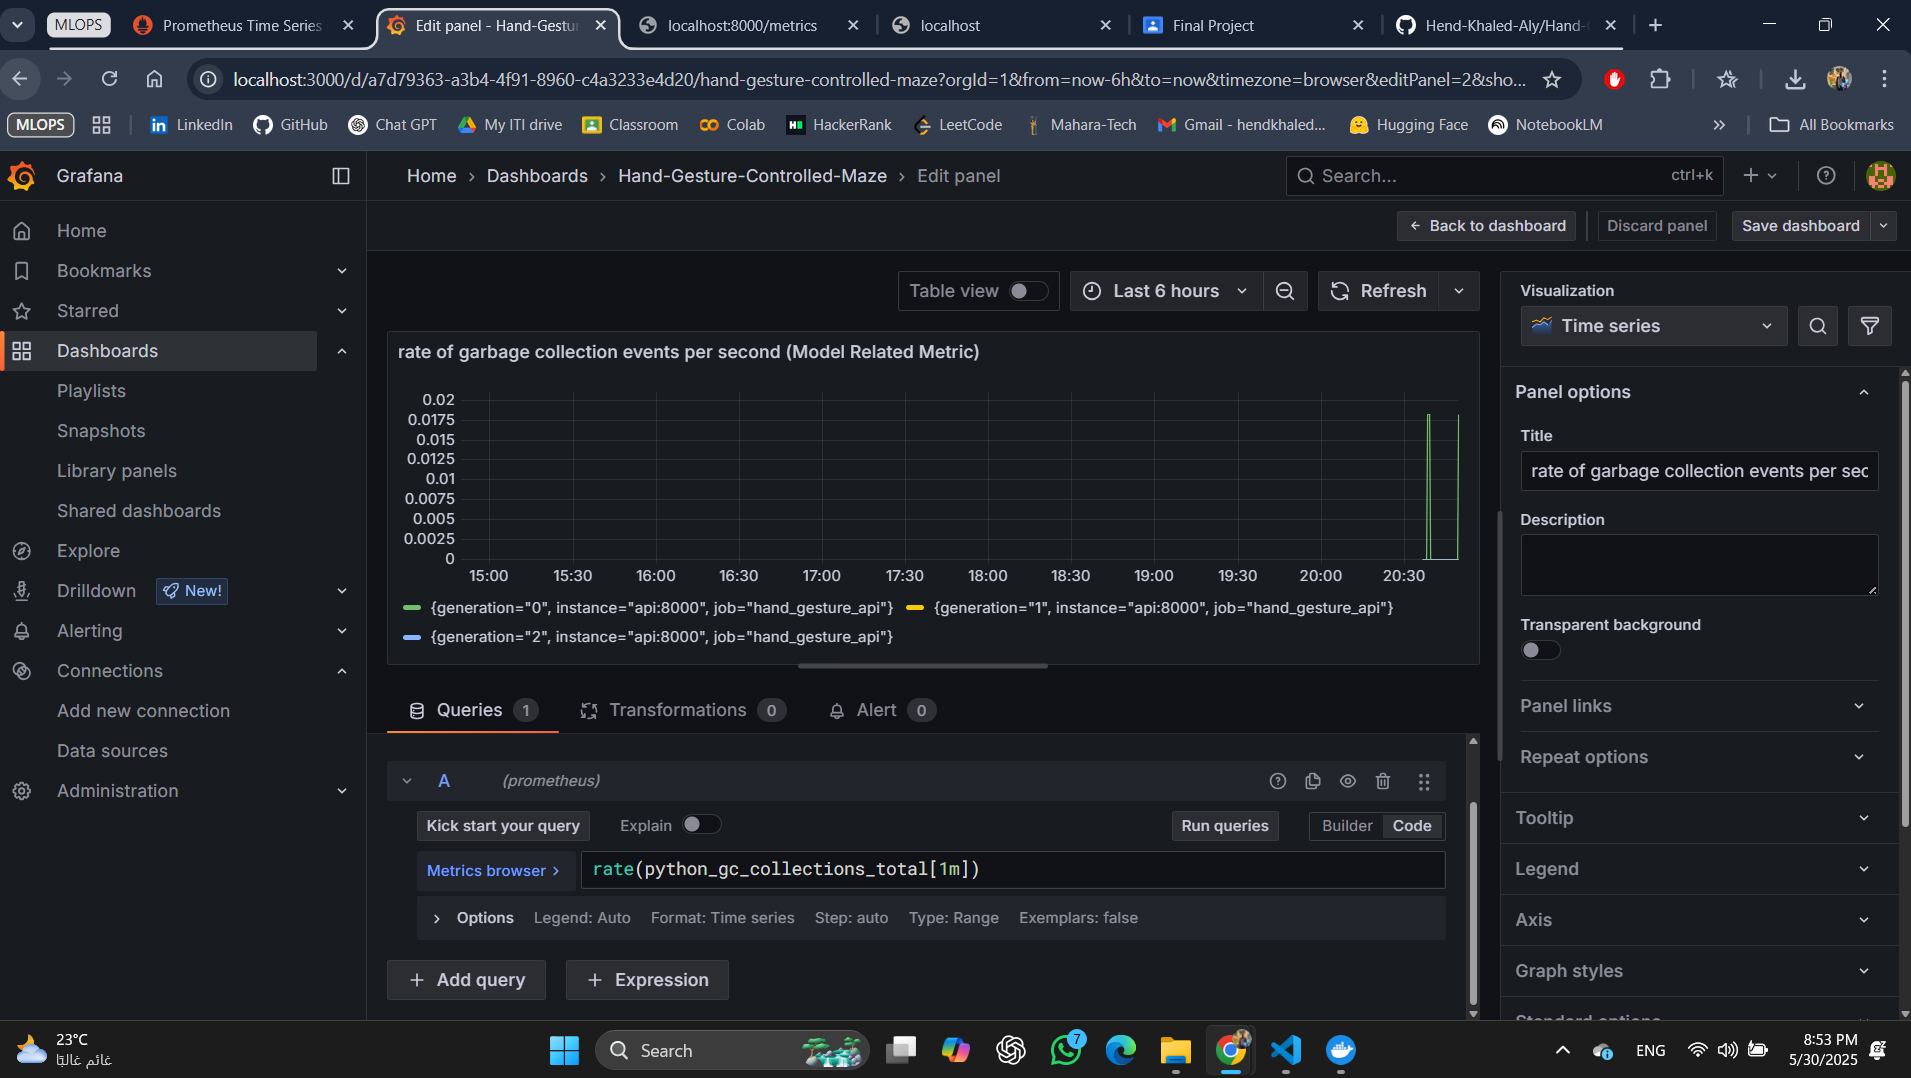 MLOPS
Prometheus Time Series
Edit panel - Hand-Gestur
localhost:8000/metrics
localhost
Final Project
Hend-Khaled-Aly/Hand-
localhost:3000/d/a7d79363-a3b4-4f91-8960-c4a3233e4d20/hand-gesture-controlled-maze?orgId=1&from=now-6h&to=now&timezone=browser&editPanel=2&sho...
MLOPS
LinkedIn
GitHub
Chat GPT
My ITI drive
Classroom
Colab
HackerRank
LeetCode
Mahara-Tech
Gmail - hendkhaled...
Hugging Face
NotebookLM
All Bookmarks
Grafana
Home › Dashboards › Hand-Gesture-Controlled-Maze › Edit panel
Search...
ctrl+k
Back to dashboard
Discard panel
Save dashboard
Home
Bookmarks
Starred
Dashboards
Playlists
Snapshots
Library panels
Shared dashboards
Explore
Drilldown
New!
Alerting
Connections
Add new connection
Data sources
Administration
Table view
Last 6 hours
Refresh
rate of garbage collection events per second (Model Related Metric)
0.02
0.0175
0.015
0.0125
0.01
0.0075
0.005
0.0025
0
15:00
15:30
16:00
16:30
17:00
17:30
18:00
18:30
19:00
19:30
20:00
20:30
{generation="0", instance="api:8000", job="hand_gesture_api"}
{generation="1", instance="api:8000", job="hand_gesture_api"}
{generation="2", instance="api:8000", job="hand_gesture_api"}
Queries 1
Transformations 0
Alert 0
A
(prometheus)
Kick start your query
Explain
Run queries
Builder
Code
Metrics browser >
rate(python_gc_collections_total[1m])
Options
Legend: Auto
Format: Time series
Step: auto
Type: Range
Exemplars: false
+ Add query
+ Expression
Visualization
Time series
Panel options
Title
rate of garbage collection events per sec
Description
Transparent background
Panel links
Repeat options
Tooltip
Legend
Axis
Graph styles
Standard options
23°C
غائم غالبًا
Search
7
ENG
8:53 PM
5/30/2025